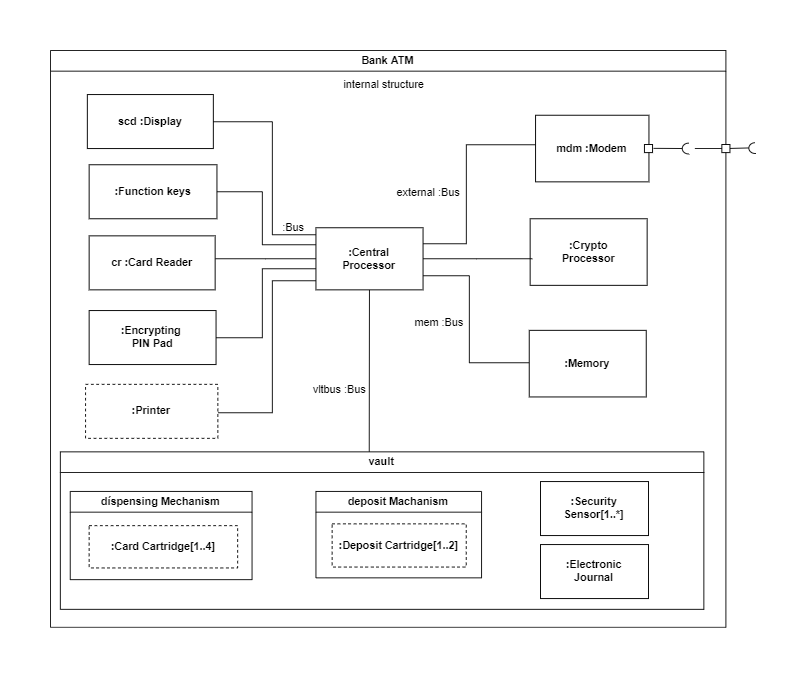 Bank ATM
internal structure
scd :Display
mdm :Modem
:Function keys
external :Bus
:Bus
:Central
Processor
:Crypto
Processor
cr :Card Reader
:Encrypting
PIN Pad
mem :Bus
:Memory
:Printer
vltbus :Bus
vault
díspensing Mechanism
deposit Machanism
:Security
Sensor[1..*]
:Card Cartridge[1..4]
:Deposit Cartridge[1..2]
:Electronic
Journal